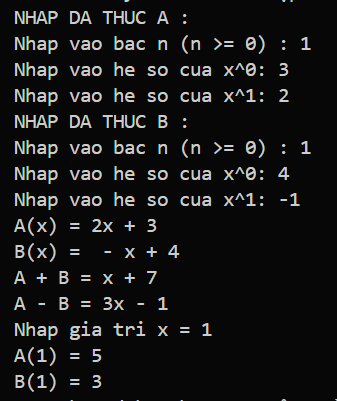 NHAP DA THUC A :
Nhap vao bac n (n >= 0) : 1
Nhap vao he so cua x^0: 3
Nhap vao he so cua x^1: 2
NHAP DA THUC B :
Nhap vao bac n (n >= 0) : 1
Nhap vao he so cua x^0: 4
Nhap vao he so cua x^1: -1
A(x) = 2x + 3
B(x) =  - x + 4
A + B = x + 7
A - B = 3x - 1
Nhap gia tri x = 1
A(1) = 5
B(1) = 3